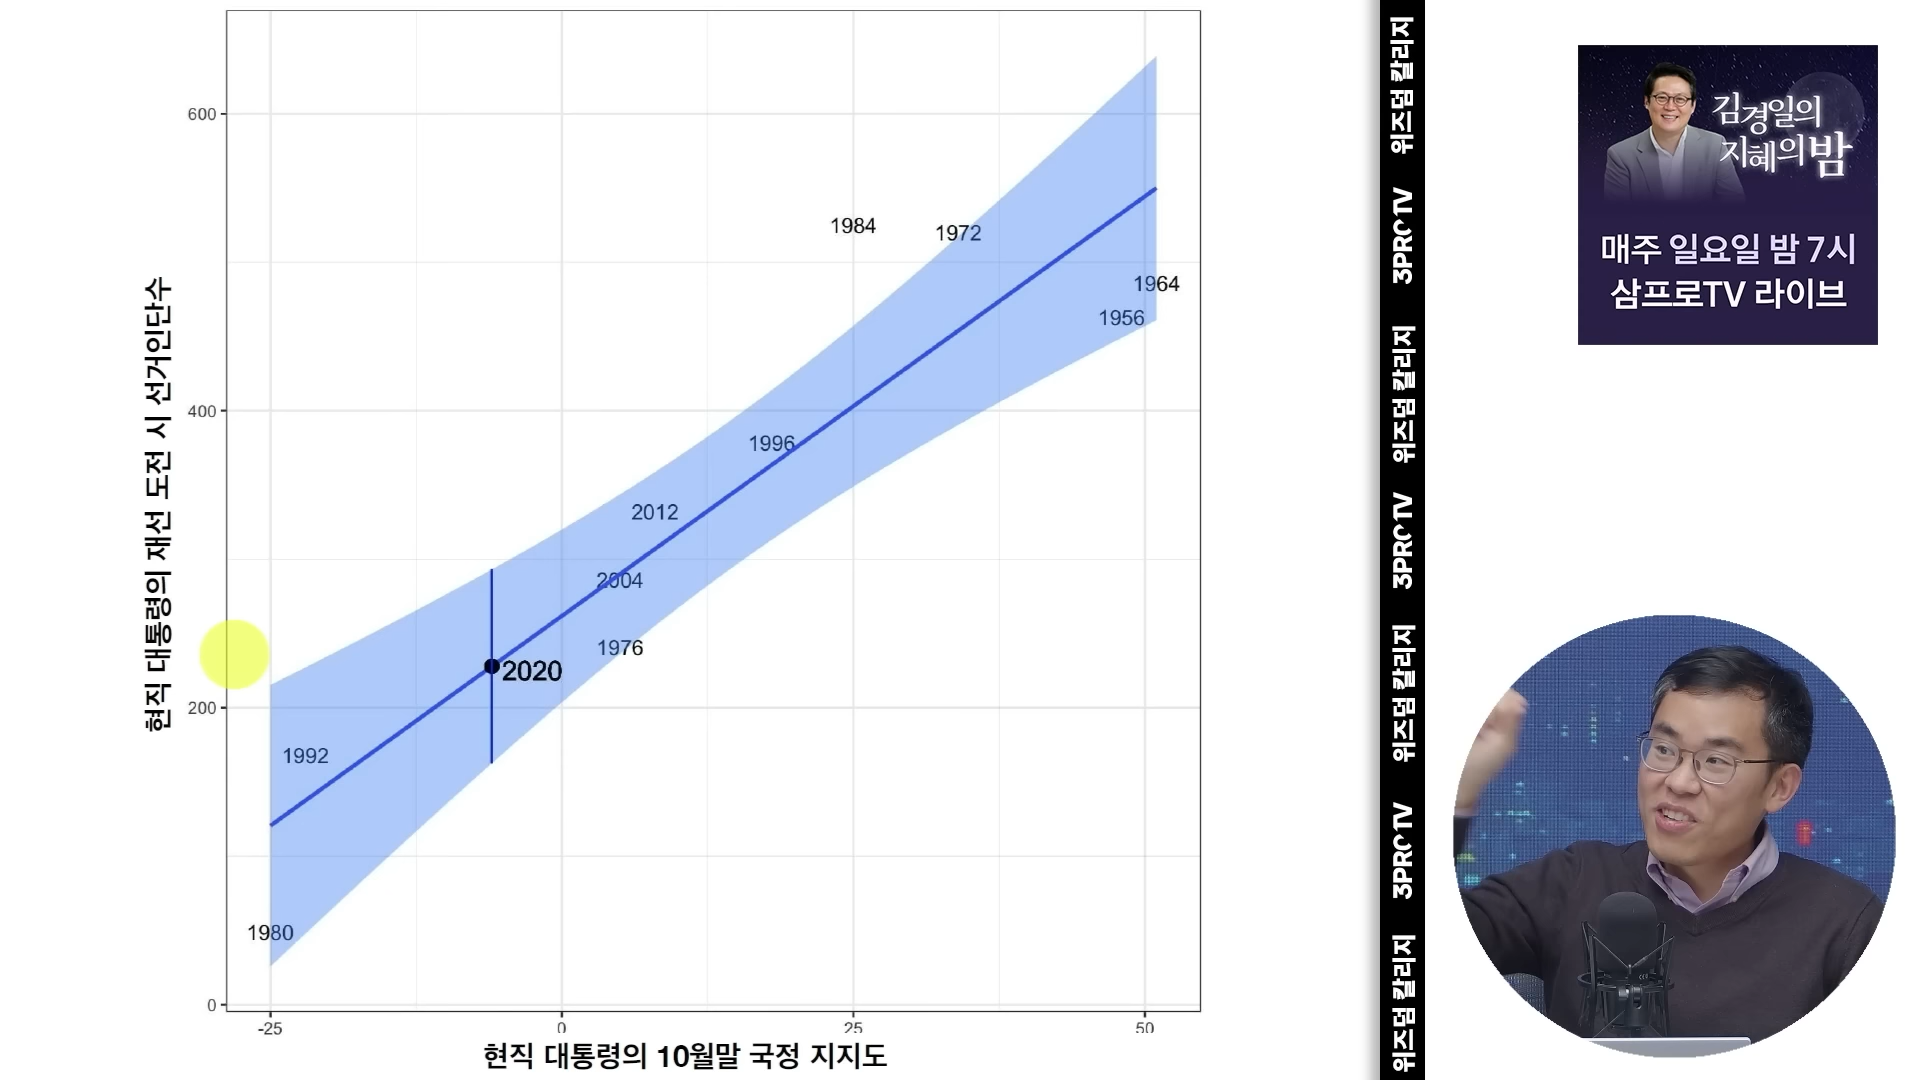 현직 대통령의 재선 도전 시 선거인단수
600
400
200
0
1984
1972
1964
1956
1996
2012
2004
1976
2020
1992
1980
-25
0
25
50
현직 대통령의 10월말 국정 지지도
위즈덤 칼리지
3PROTV
위즈덤 칼리지
3PROTV
위즈덤 칼리지
3PROTV
위즈덤 칼리지
김경일의
지혜의 밤
매주 일요일 밤 7시
삼프로TV 라이브